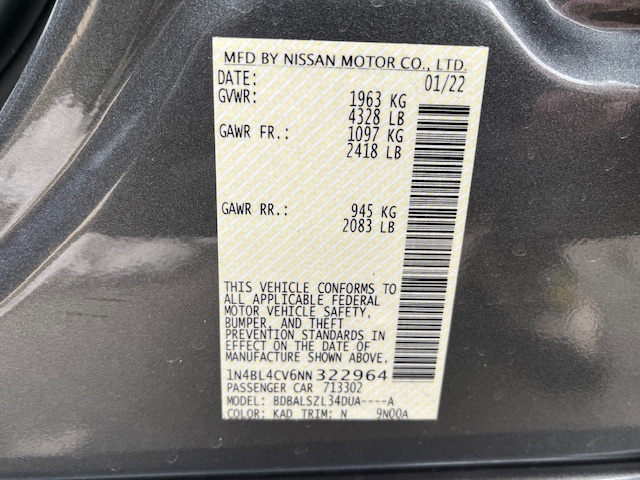 MFD BY NISSAN MOTOR CO., LTD.
DATE: 01/22
GVWR: 1963 KG
4328 LB
GAWR FR.: 1097 KG
2418 LB
GAWR RR.: 945 KG
2083 LB
THIS VEHICLE CONFORMS TO
ALL APPLICABLE FEDERAL
MOTOR VEHICLE SAFETY,
BUMPER, AND THEFT
PREVENTION STANDARDS IN
EFFECT ON THE DATE OF
MANUFACTURE SHOWN ABOVE.
1N4BL4CV6NN322964
PASSENGER CAR 713302
MODEL: BDBALSZL34DUA----A
COLOR: KAD TRIM: N 9N00A